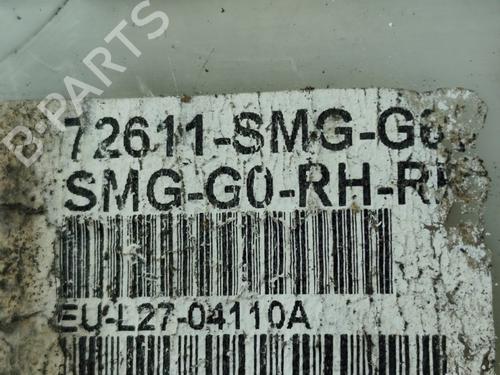 B-PARTS
72611-SMG-G0
SMG-G0-RH-R
EU-L27-04110A